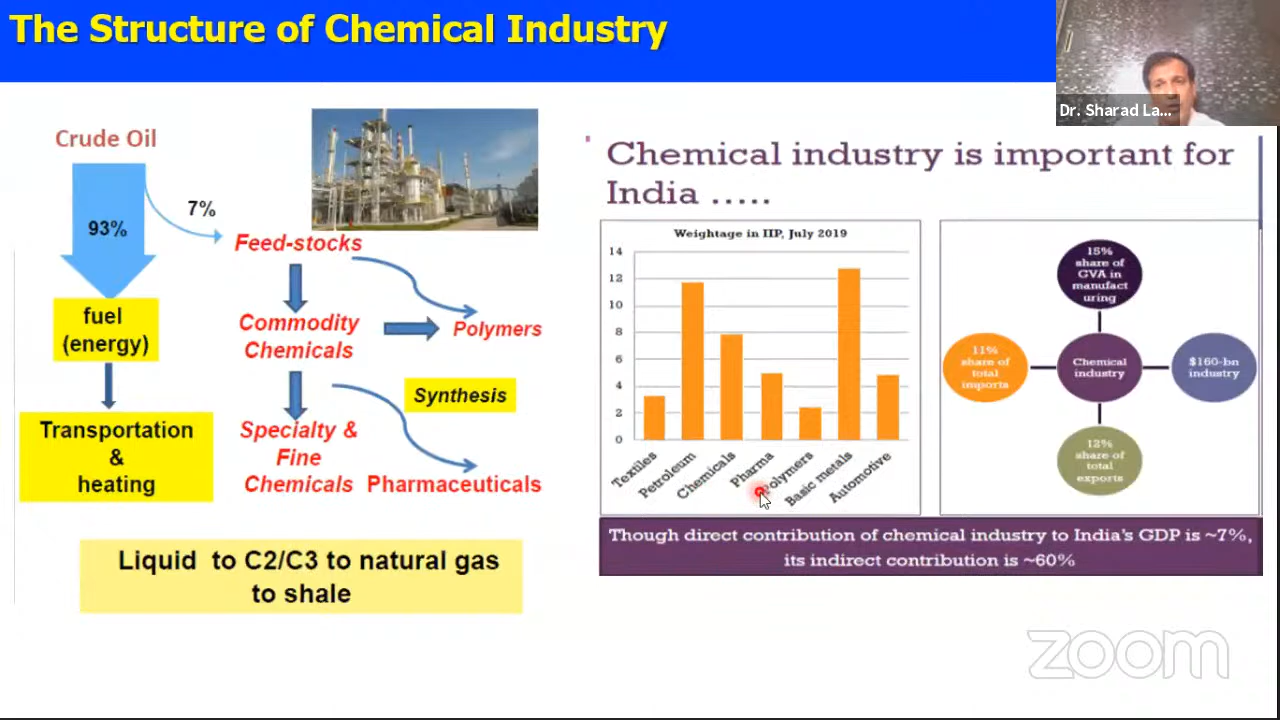 The Structure of Chemical Industry
Dr. Sharad La...
Crude Oil
93%
7%
fuel
(energy)
Transportation
&
heating
Feed-stocks
Commodity
Chemicals
Polymers
Synthesis
Specialty &
Fine
Chemicals
Pharmaceuticals
Liquid to C2/C3 to natural gas
to shale
Chemical industry is important for
India .....
Weightage in IIP, July 2019
14
12
10
8
6
4
2
0
Textiles
Petroleum
Chemicals
Pharma
Polymers
Basic metals
Automotive
15%
share of
GVA in
manufact
uring
11%
share of
total
imports
Chemical
industry
$160-bn
industry
12%
share of
total
exports
Though direct contribution of chemical industry to India's GDP is ~7%,
its indirect contribution is ~60%
zoom